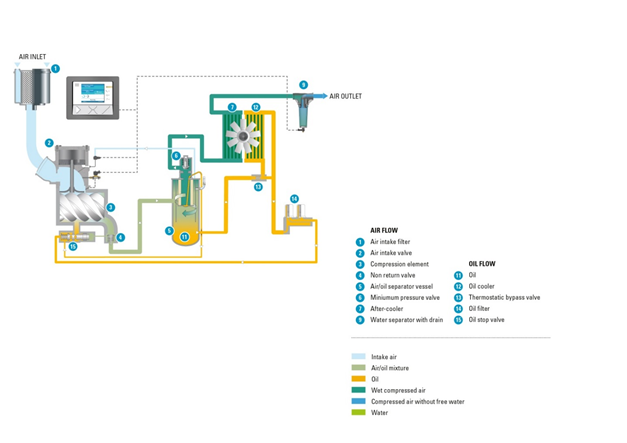 AIR INLET
1
9
AIR OUTLET
7
12
2
6
13
14
3
5
11
4
15
AIR FLOW
1 Air intake filter
2 Air intake valve
3 Compression element
4 Non return valve
5 Air/oil separator vessel
6 Miniumum pressure valve
7 After-cooler
9 Water separator with drain
OIL FLOW
11 Oil
12 Oil cooler
13 Thermostatic bypass valve
14 Oil filter
15 Oil stop valve
Intake air
Air/oil mixture
Oil
Wet compressed air
Compressed air without free water
Water